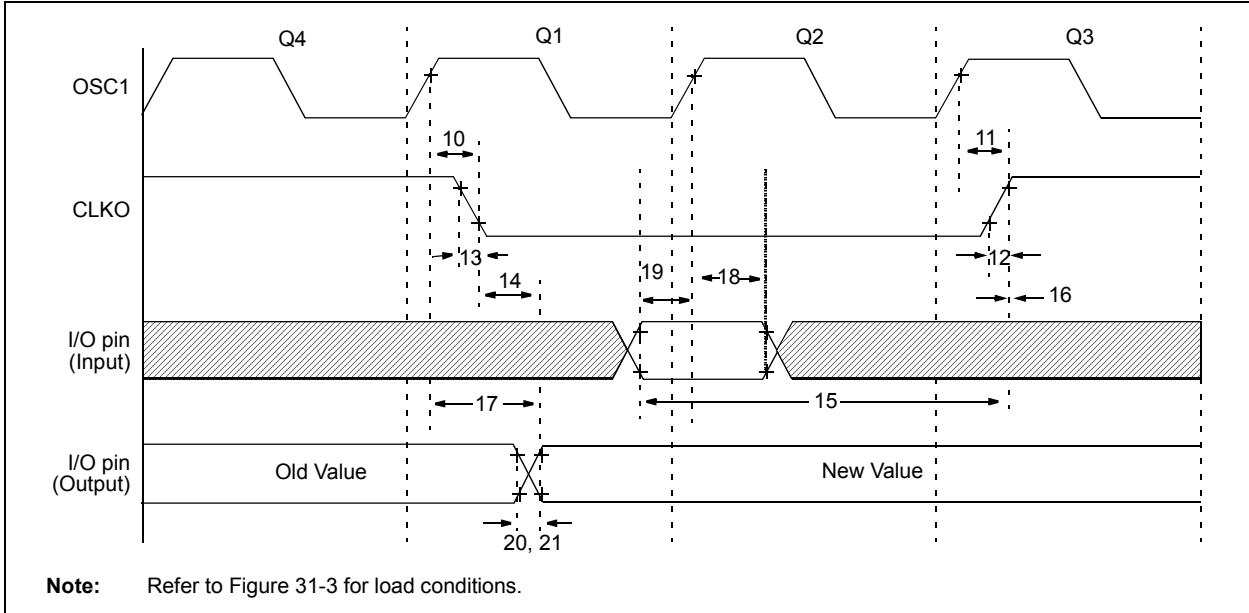 Q4 Q1 Q2 Q3
OSC1
10 11
CLKO
13 14 19 18 12 16
I/O pin
(Input)
17 15
I/O pin
(Output)
Old Value New Value
20, 21
Note: Refer to Figure 31-3 for load conditions.